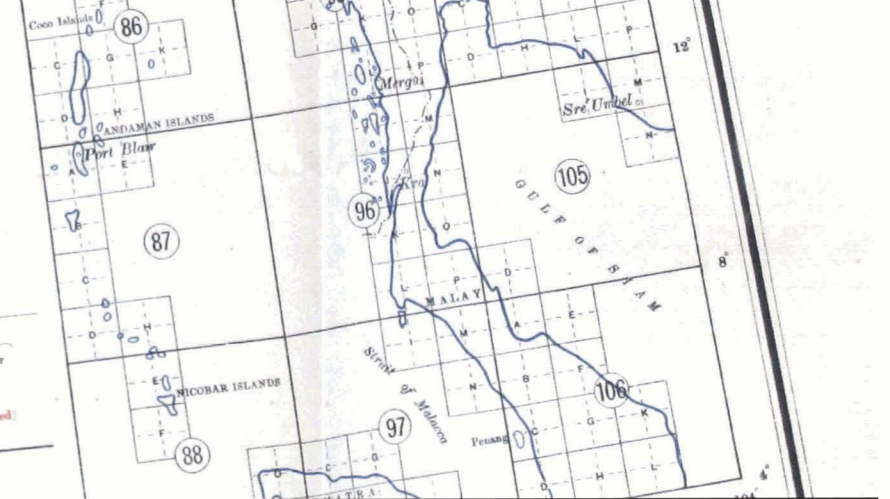 F
Coco Islands
86
C
G
K
D
H
ANDAMAN ISLANDS
Port Blair
A
E
B
87
C
D
H
E
NICOBAR ISLANDS
F
88
G
O
C
L
P
Mergui
D
H
L
P
12°
M
Sre' Umbel
N
M
N
105
Kra
96
O
K
GULF OF SIAM
8°
L
P
D
MALAY
M
A
E
Strait of Malacca
N
B
F
106
Penang
C
G
K
97
D
H
L
4°
D
C
G